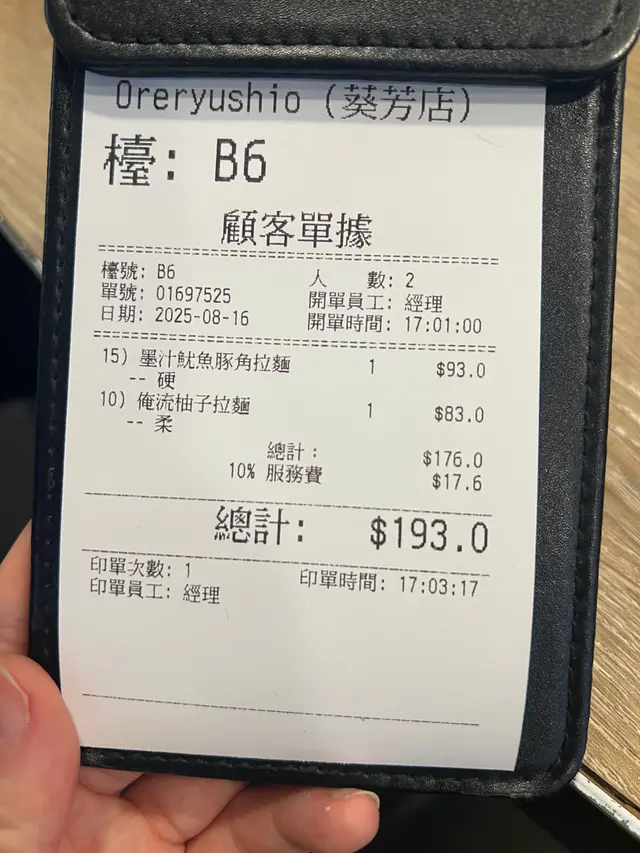 Oreryushio (葵芳店)
檯: B6
顧客單據
檯號: B6 人 數: 2
單號: 01697525 開單員工: 經理
日期: 2025-08-16 開單時間: 17:01:00
15) 墨汁魷魚豚角拉麵 1 $93.0
-- 硬
10) 俺流柚子拉麵 1 $83.0
-- 柔
總計: $176.0
10% 服務費 $17.6
總計: $193.0
印單次數: 1 印單時間: 17:03:17
印單員工: 經理